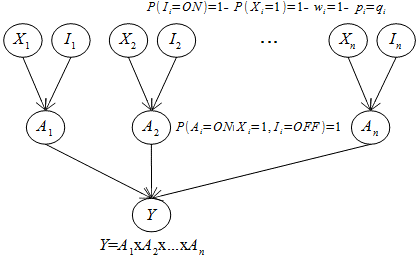 P(I_i=ON)=1- P(X_i=1)=1- w_i=1- p_i=q_i
X_1 I_1 X_2 I_2 ... X_n I_n
A_1 A_2 P(A_i=ON\X_i=1, I_i=OFF)=1 A_n
Y
Y=A_1xA_2x...xA_n